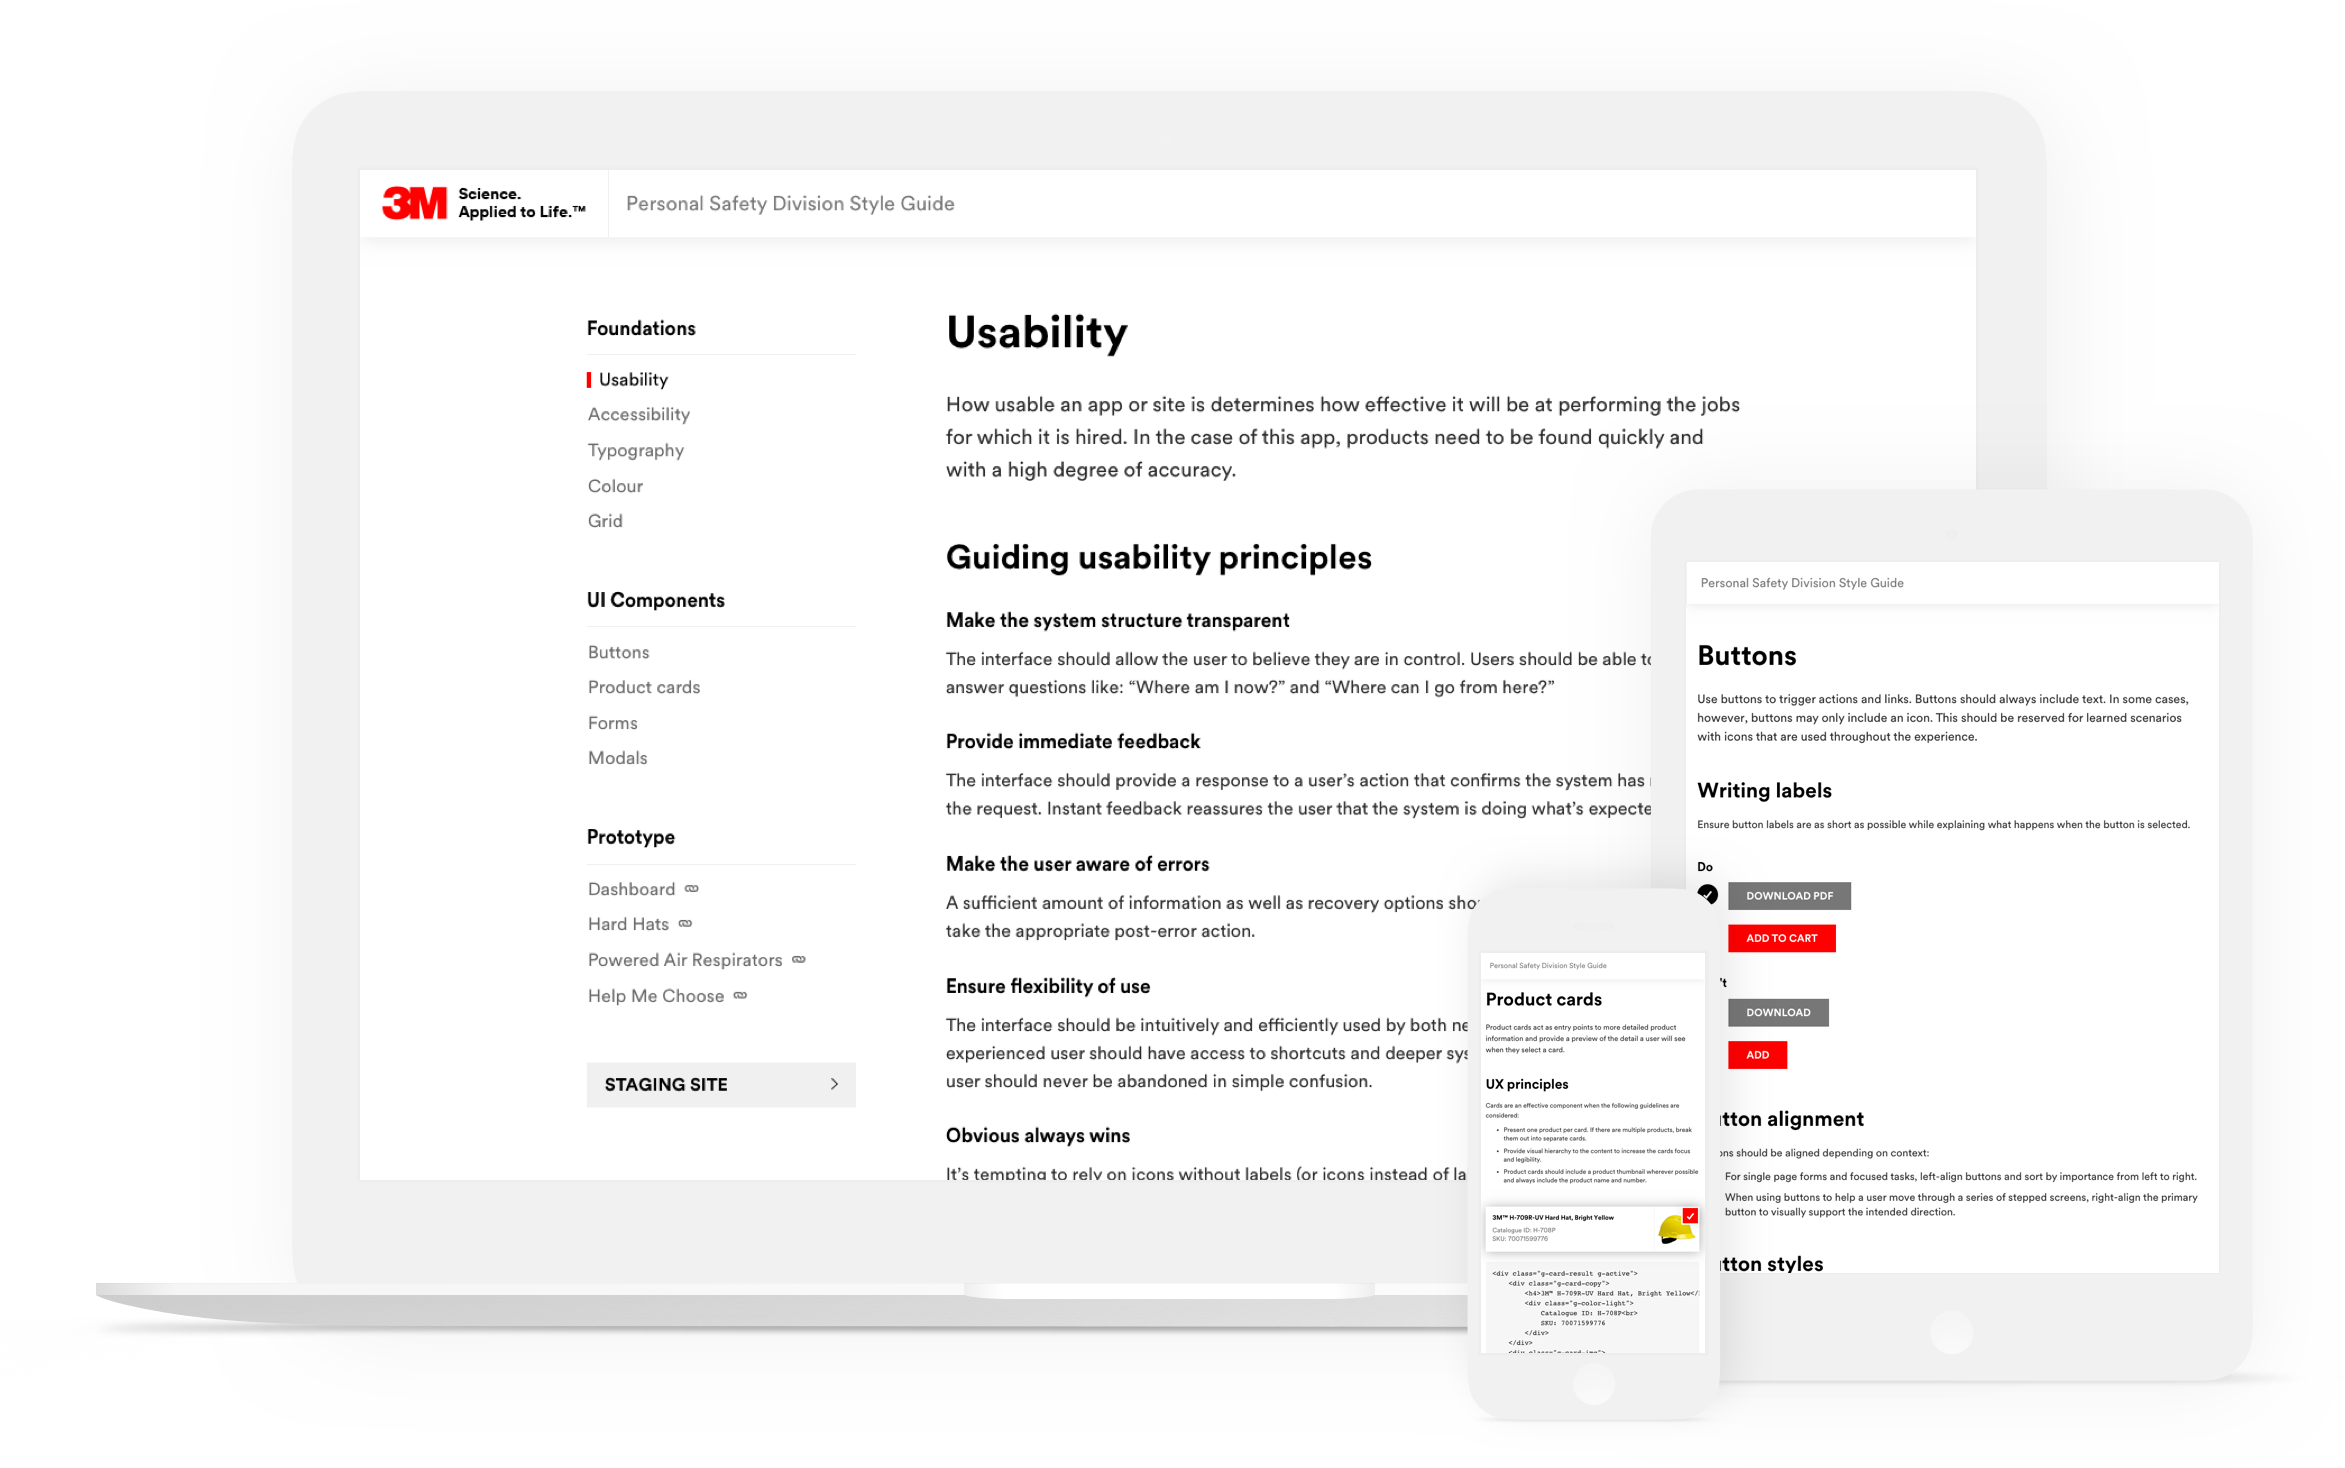 3M
Science.
Applied to Life.™
Personal Safety Division Style Guide
Foundations
Usability
Accessibility
Typography
Colour
Grid
UI Components
Buttons
Product cards
Forms
Modals
Prototype
Dashboard
Hard Hats
Powered Air Respirators
Help Me Choose
STAGING SITE
Usability
How usable an app or site is determines how effective it will be at performing the jobs
for which it is hired. In the case of this app, products need to be found quickly and
with a high degree of accuracy.
Guiding usability principles
Make the system structure transparent
The interface should allow the user to believe they are in control. Users should be able to
answer questions like: “Where am I now?” and “Where can I go from here?”
Provide immediate feedback
The interface should provide a response to a user’s action that confirms the system has
the request. Instant feedback reassures the user that the system is doing what’s expecte
Make the user aware of errors
A sufficient amount of information as well as recovery options sho
take the appropriate post-error action.
Ensure flexibility of use
The interface should be intuitively and efficiently used by both ne
experienced user should have access to shortcuts and deeper sys
user should never be abandoned in simple confusion.
Obvious always wins
It’s tempting to rely on icons without labels (or icons instead of la
Personal Safety Division Style Guide
Buttons
Use buttons to trigger actions and links. Buttons should always include text. In some cases,
however, buttons may only include an icon. This should be reserved for learned scenarios
with icons that are used throughout the experience.
Writing labels
Ensure button labels are as short as possible while explaining what happens when the button is selected.
Do
DOWNLOAD PDF
ADD TO CART
't
DOWNLOAD
ADD
tton alignment
ons should be aligned depending on context:
For single page forms and focused tasks, left-align buttons and sort by importance from left to right.
When using buttons to help a user move through a series of stepped screens, right-align the primary
button to visually support the intended direction.
tton styles
Personal Safety Division Style Guide
Product cards
Product cards act as entry points to more detailed product
information and provide a preview of the detail a user will see
when they select a card.
UX principles
Cards are an effective component when the following guidelines are
considered:
• Present one product per card. If there are multiple products, break
them out into separate cards.
• Provide visual hierarchy to the content to increase the cards focus
and legibility.
• Product cards should include a product thumbnail wherever possible
and always include the product name and number.
3M™ H-709R-UV Hard Hat, Bright Yellow
Catalogue ID: H-708P
SKU: 70071599776
<div class="g-card-result g-active">
<div class="g-card-copy">
<h4>3M™ H-709R-UV Hard Hat, Bright Yellow</
<div class="g-color-light">
Catalogue ID: H-708P<br>
SKU: 70071599776
</div>
</div>
<div class="g-card-img">